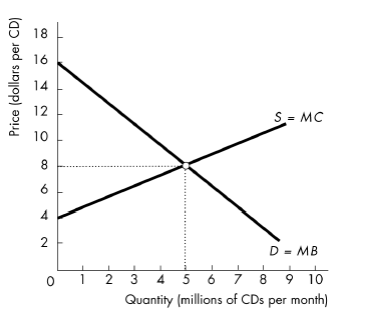 Price (dollars per CD)
18
16
14
12
10
8
6
4
2
0
S = MC
D = MB
1 2 3 4 5 6 7 8 9 10
Quantity (millions of CDs per month)